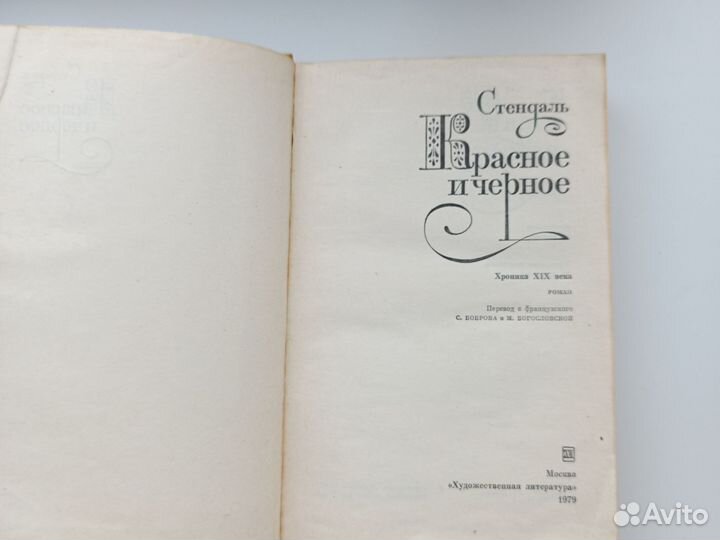 Стендаль
Красное
и черное
Хроника XIX века
РОМАН
Перевод с французского
С. БОБРОВА и М. БОГОСЛОВСКОЙ
Москва
«Художественная литература»
1979
Avito